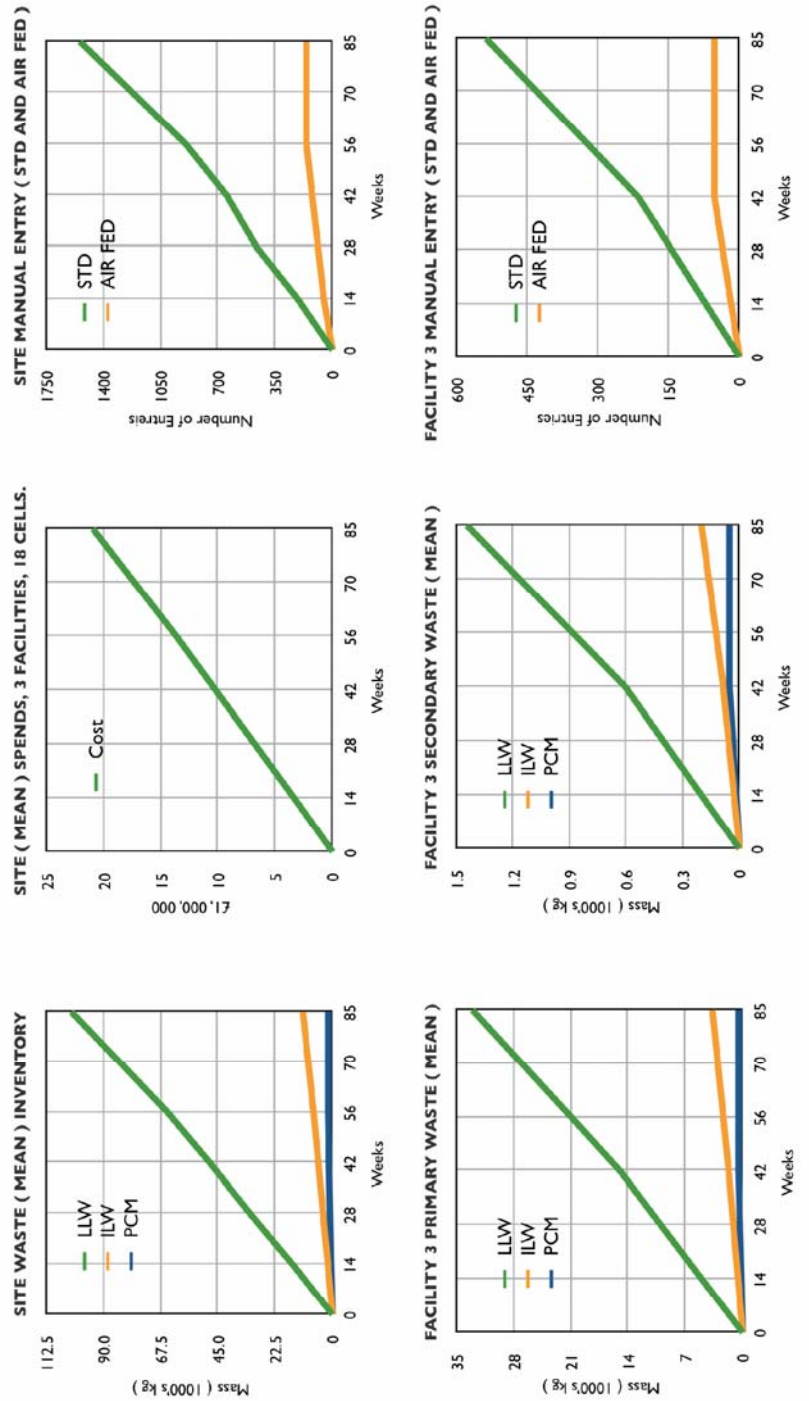 SITE WASTE ( MEAN ) INVENTORY
Mass ( 1000's kg )
112.5
90.0
67.5
45.0
22.5
0
LLW
ILW
PCM
0 14 28 42 56 70 85
Weeks
SITE ( MEAN ) SPENDS, 3 FACILITIES, 18 CELLS.
£1,000,000
25
20
15
10
5
0
Cost
0 14 28 42 56 70 85
Weeks
SITE MANUAL ENTRY ( STD AND AIR FED )
Number of Entreis
1750
1400
1050
700
350
0
STD
AIR FED
0 14 28 42 56 70 85
Weeks
FACILITY 3 PRIMARY WASTE ( MEAN )
Mass ( 1000's kg )
35
28
21
14
7
0
LLW
ILW
PCM
0 14 28 42 56 70 85
Weeks
FACILITY 3 SECONDARY WASTE ( MEAN )
Mass ( 1000's kg )
1.5
1.2
0.9
0.6
0.3
0
LLW
ILW
PCM
0 14 28 42 56 70 85
Weeks
FACILITY 3 MANUAL ENTRY ( STD AND AIR FED )
Number of Entries
600
450
300
150
0
STD
AIR FED
0 14 28 42 56 70 85
Weeks